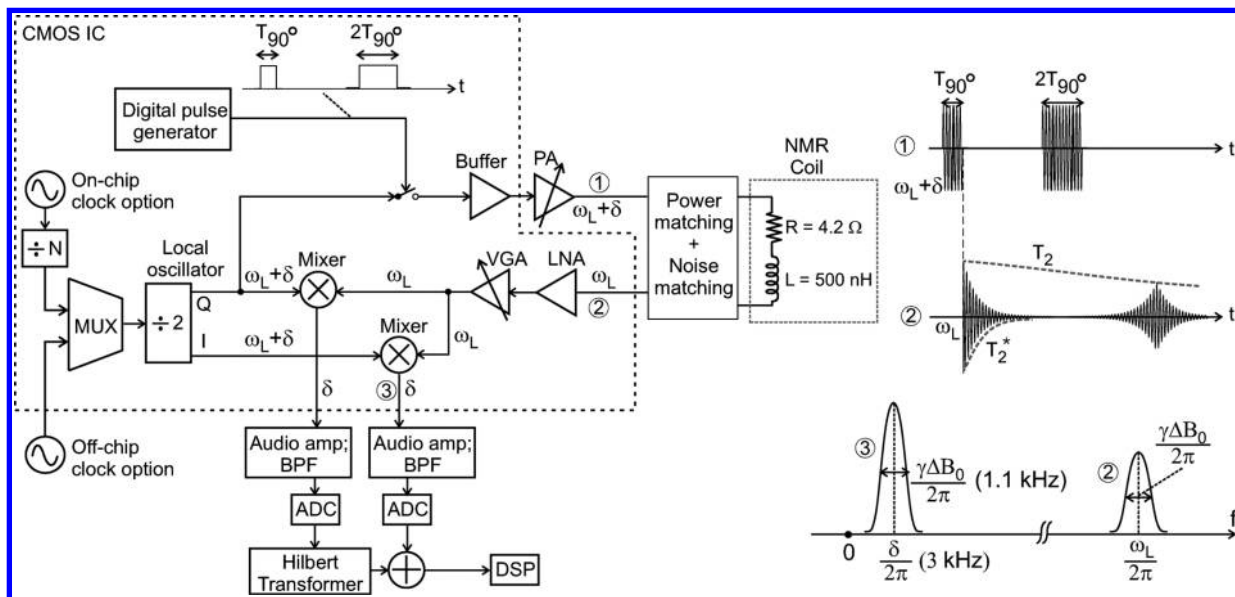 CMOS IC
T90°
2T90°
t
Digital pulse
generator
On-chip
clock option
÷ N
MUX
Local
oscillator
÷ 2
Q
I
ωL+δ
ωL+δ
Mixer
Mixer
Buffer
PA
①
ωL+δ
VGA
LNA
ωL
ωL
ωL
②
③
δ
δ
Off-chip
clock option
Audio amp;
BPF
Audio amp;
BPF
ADC
ADC
Hilbert
Transformer
DSP
Power
matching
+
Noise
matching
NMR
Coil
R = 4.2 Ω
L = 500 nH
T90°
2T90°
①
t
ωL+δ
T2
②
t
ωL
T2*
③
γΔB0/2π (1.1 kHz)
②
γΔB0/2π
f
0
δ/2π (3 kHz)
ωL/2π